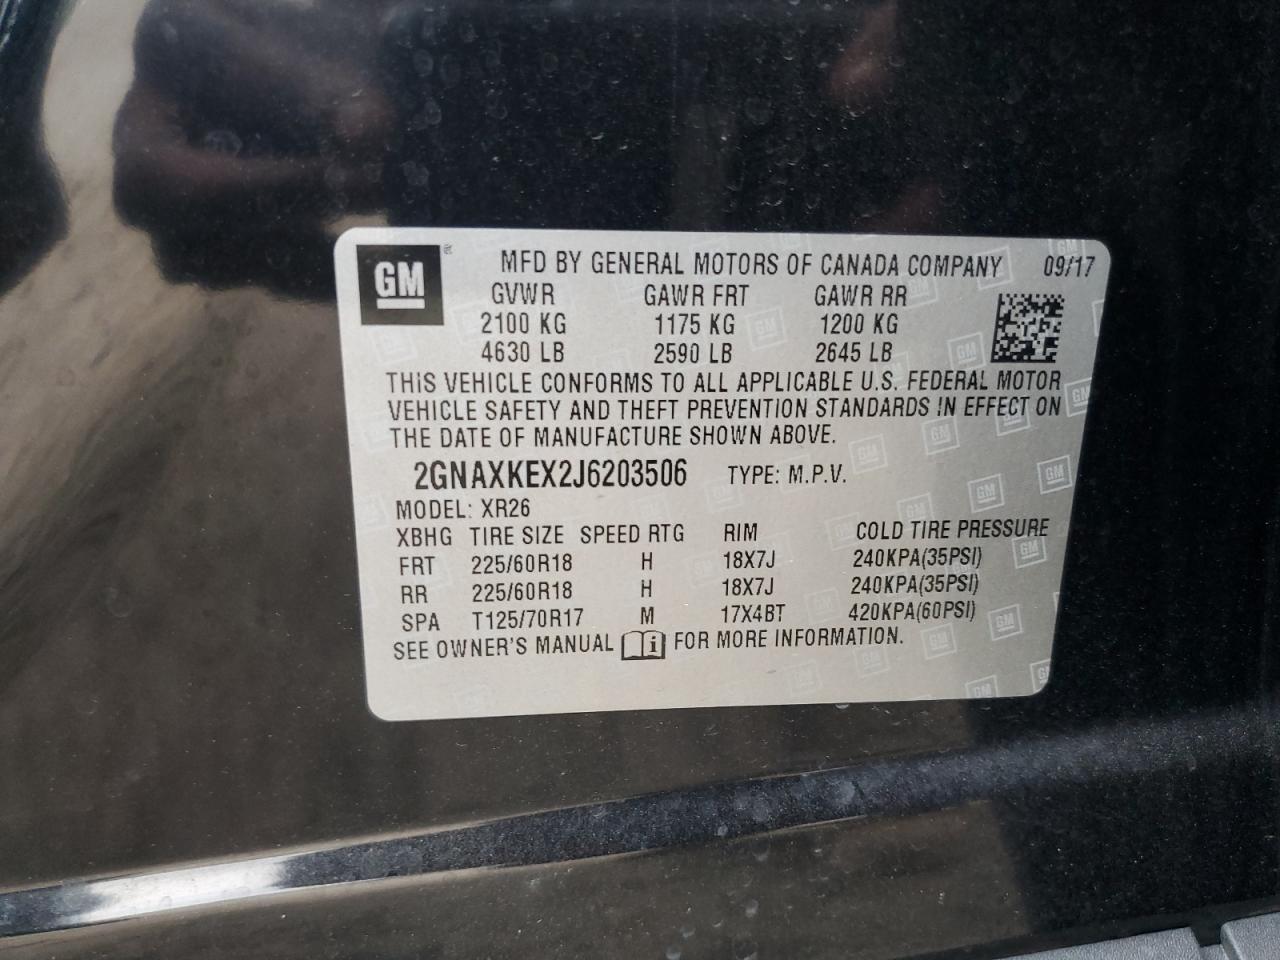 GM ® MFD BY GENERAL MOTORS OF CANADA COMPANY 09/17
GVWR GAWR FRT GAWR RR
2100 KG 1175 KG 1200 KG
4630 LB 2590 LB 2645 LB
THIS VEHICLE CONFORMS TO ALL APPLICABLE U.S. FEDERAL MOTOR
VEHICLE SAFETY AND THEFT PREVENTION STANDARDS IN EFFECT ON
THE DATE OF MANUFACTURE SHOWN ABOVE.
2GNAXKEX2J6203506 TYPE: M.P.V.
MODEL: XR26
XBHG TIRE SIZE SPEED RTG RIM COLD TIRE PRESSURE
FRT 225/60R18 H 18X7J 240KPA(35PSI)
RR 225/60R18 H 18X7J 240KPA(35PSI)
SPA T125/70R17 M 17X4BT 420KPA(60PSI)
SEE OWNER'S MANUAL i FOR MORE INFORMATION.